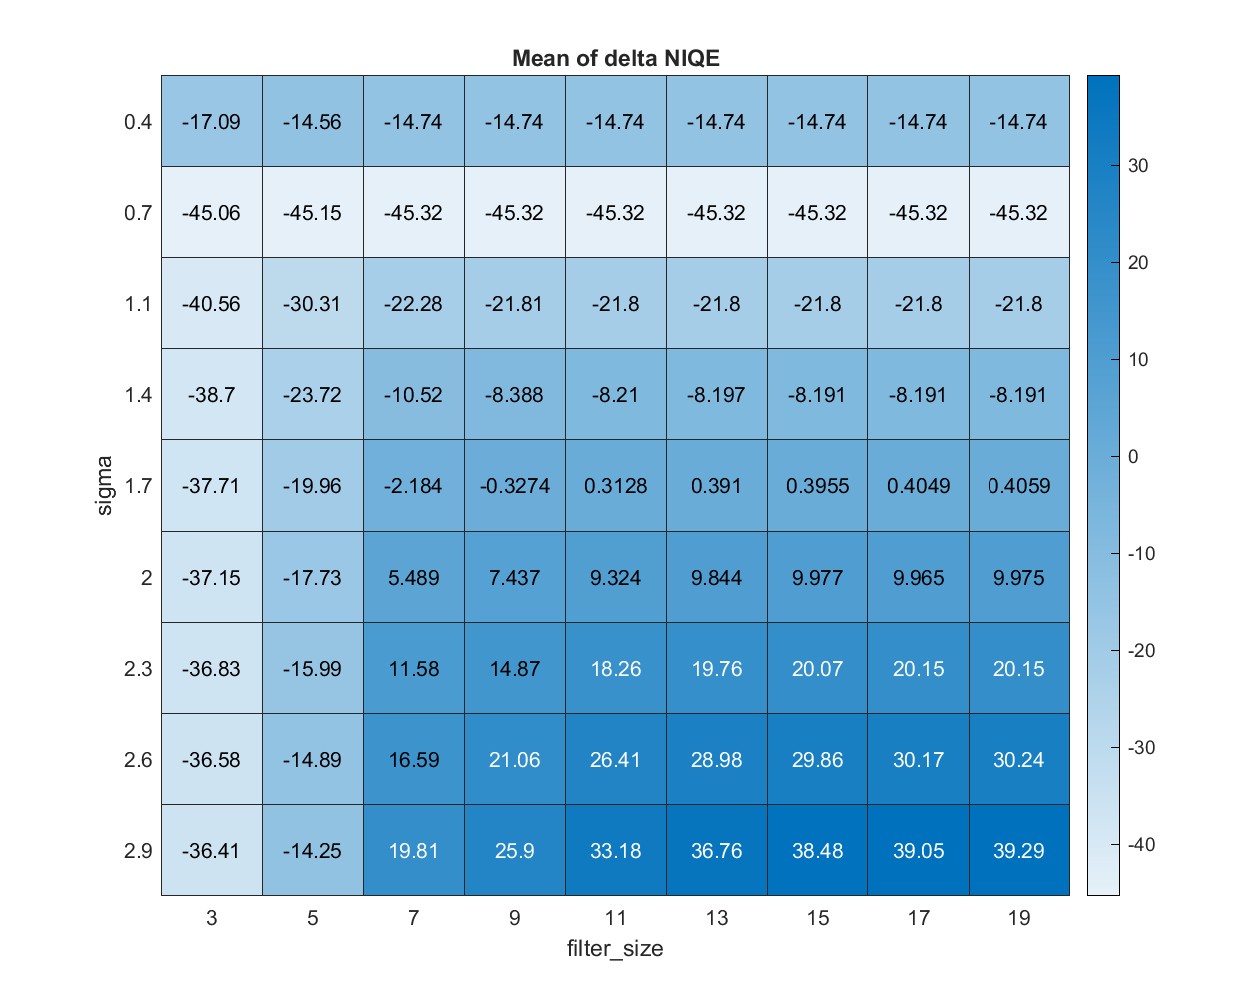 Mean of delta NIQE
0.4 -17.09 -14.56 -14.74 -14.74 -14.74 -14.74 -14.74 -14.74 -14.74
30
0.7 -45.06 -45.15 -45.32 -45.32 -45.32 -45.32 -45.32 -45.32 -45.32
20
1.1 -40.56 -30.31 -22.28 -21.81 -21.8 -21.8 -21.8 -21.8 -21.8
10
1.4 -38.7 -23.72 -10.52 -8.388 -8.21 -8.197 -8.191 -8.191 -8.191
0
sigma
1.7 -37.71 -19.96 -2.184 -0.3274 0.3128 0.391 0.3955 0.4049 0.4059
-10
2 -37.15 -17.73 5.489 7.437 9.324 9.844 9.977 9.965 9.975
-20
2.3 -36.83 -15.99 11.58 14.87 18.26 19.76 20.07 20.15 20.15
-30
2.6 -36.58 -14.89 16.59 21.06 26.41 28.98 29.86 30.17 30.24
-40
2.9 -36.41 -14.25 19.81 25.9 33.18 36.76 38.48 39.05 39.29
3 5 7 9 11 13 15 17 19
filter_size